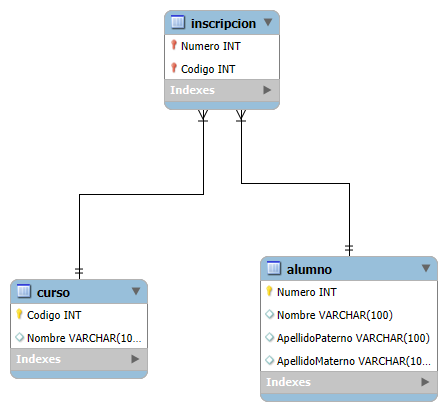 inscripcion
Numero INT
Codigo INT
Indexes
curso
Codigo INT
Nombre VARCHAR(10...
Indexes
alumno
Numero INT
Nombre VARCHAR(100)
ApellidoPaterno VARCHAR(100)
ApellidoMaterno VARCHAR(10...
Indexes